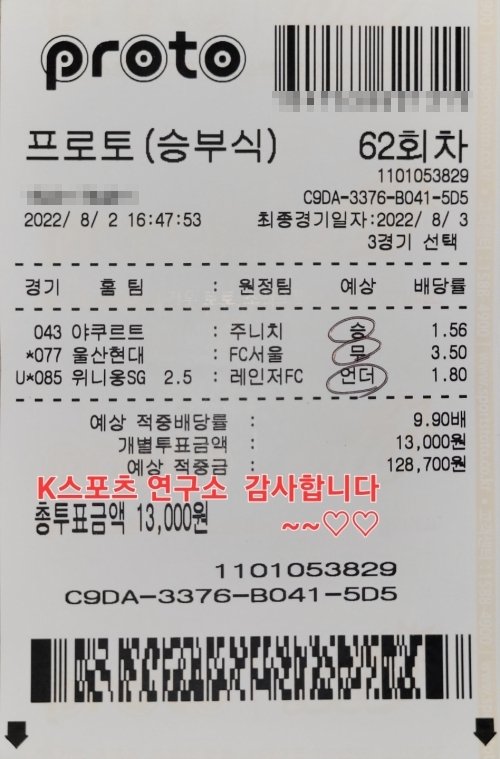 proto
프로토(승부식) 62회차
1101053829
C9DA-3376-B041-5D5
2022/ 8/ 2 16:47:53 최종경기일자:2022/ 8/ 3
3경기 선택
경기 홈 팀 : 원정팀 예상 배당률
043 야쿠르트 : 주니치 승 1.56
*077 울산현대 : FC서울 무 3.50
U*085 위니옹SG 2.5 : 레인저FC 언더 1.80
예상 적중배당률 : 9.90배
개별투표금액 : 13,000원
예상 적중금 : 128,700원
K스포츠 연구소 감사합니다
~~♡♡
총투표금액 13,000원
1101053829
C9DA-3376-B041-5D5